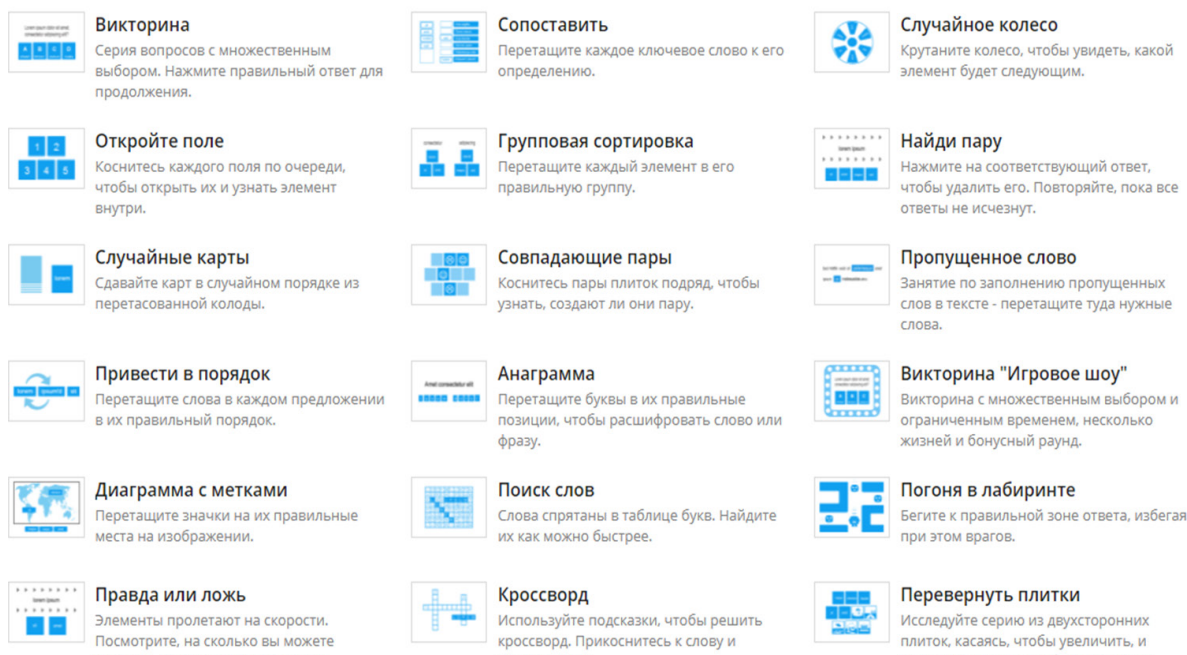 Викторина
Серия вопросов с множественным
выбором. Нажмите правильный ответ для
продолжения.
Сопоставить
Перетащите каждое ключевое слово к его
определению.
Случайное колесо
Крутаните колесо, чтобы увидеть, какой
элемент будет следующим.
Откройте поле
Коснитесь каждого поля по очереди,
чтобы открыть их и узнать элемент
внутри.
1 2
3 4 5
Групповая сортировка
Перетащите каждый элемент в его
правильную группу.
Найди пару
Нажмите на соответствующий ответ,
чтобы удалить его. Повторяйте, пока все
ответы не исчезнут.
Случайные карты
Сдавайте карт в случайном порядке из
перетасованной колоды.
Совпадающие пары
Коснитесь пары плиток подряд, чтобы
узнать, создают ли они пару.
Пропущенное слово
Занятие по заполнению пропущенных
слов в тексте - перетащите туда нужные
слова.
Привести в порядок
Перетащите слова в каждом предложении
в их правильный порядок.
Анаграмма
Перетащите буквы в их правильные
позиции, чтобы расшифровать слово или
фразу.
Викторина "Игровое шоу"
Викторина с множественным выбором и
ограниченным временем, несколько
жизней и бонусный раунд.
Диаграмма с метками
Перетащите значки на их правильные
места на изображении.
Поиск слов
Слова спрятаны в таблице букв. Найдите
их как можно быстрее.
Погоня в лабиринте
Бегите к правильной зоне ответа, избегая
при этом врагов.
Правда или ложь
Элементы пролетают на скорости.
Посмотрите, на сколько вы можете
Кроссворд
Используйте подсказки, чтобы решить
кроссворд. Прикоснитесь к слову и
Перевернуть плитки
Исследуйте серию из двухсторонних
плиток, касаясь, чтобы увеличить, и